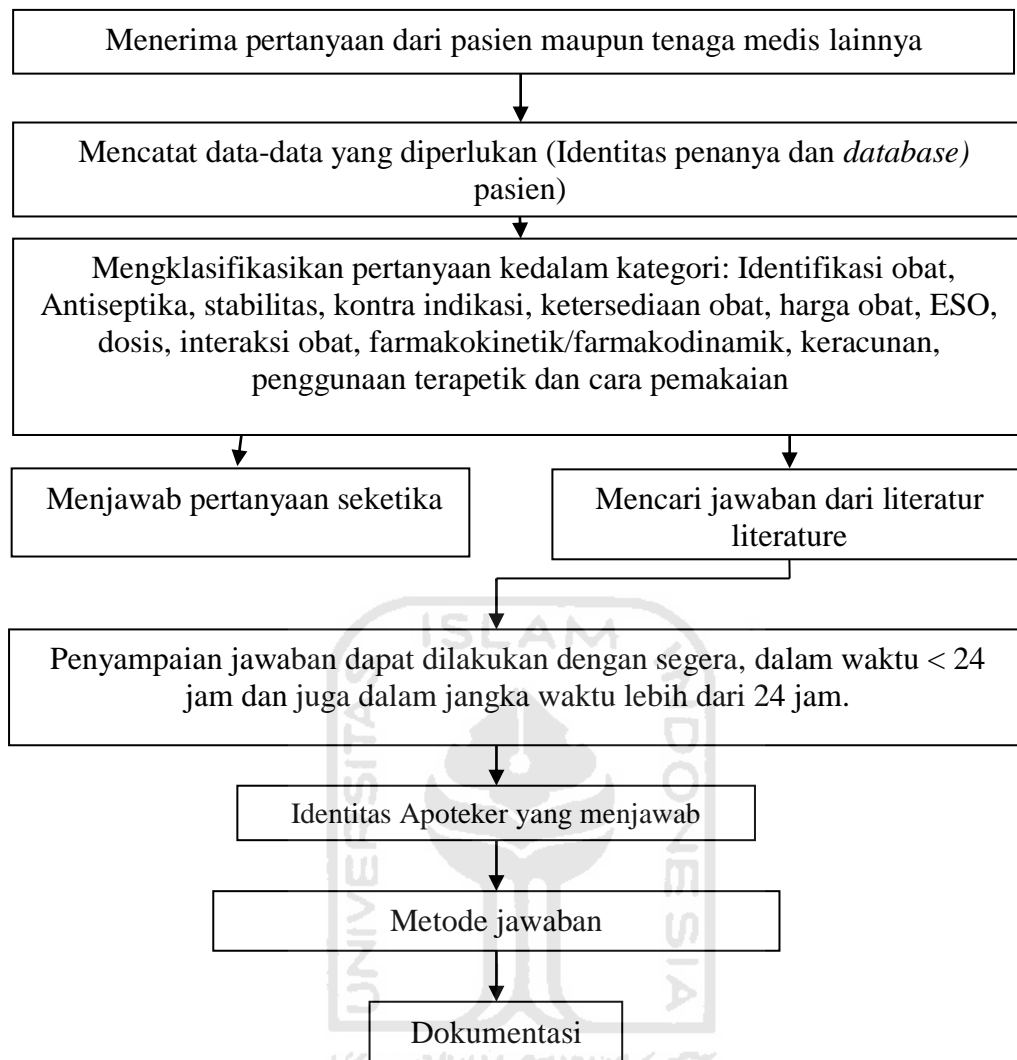 Menerima pertanyaan dari pasien maupun tenaga medis lainnya
Mencatat data-data yang diperlukan (Identitas penanya dan database)
pasien)
Mengklasifikasikan pertanyaan kedalam kategori: Identifikasi obat,
Antiseptika, stabilitas, kontra indikasi, ketersediaan obat, harga obat, ESO,
dosis, interaksi obat, farmakokinetik/farmakodinamik, keracunan,
penggunaan terapetik dan cara pemakaian
Menjawab pertanyaan seketika
Mencari jawaban dari literatur
literature
Penyampaian jawaban dapat dilakukan dengan segera, dalam waktu < 24
jam dan juga dalam jangka waktu lebih dari 24 jam.
Identitas Apoteker yang menjawab
Metode jawaban
Dokumentasi
UNIVERSITAS
ISLAM
INDONESIA